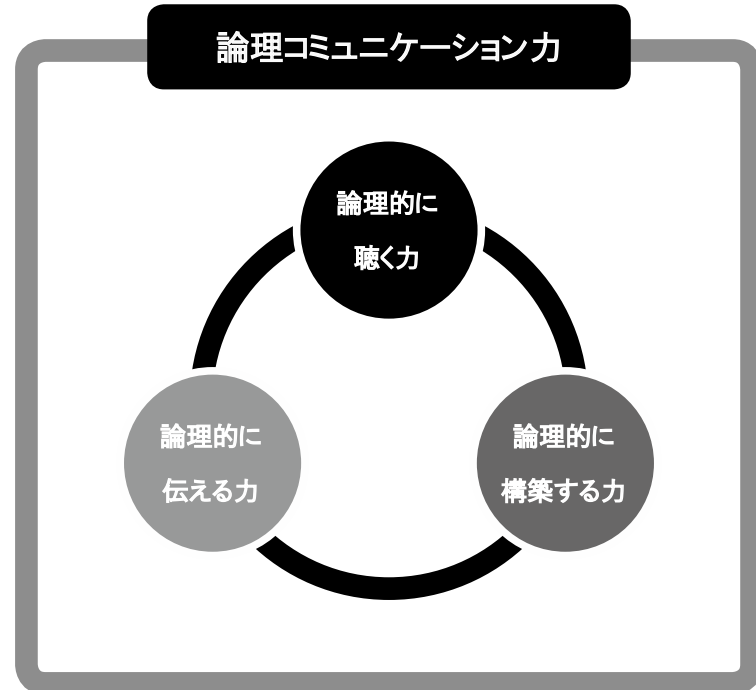 論理コミュニケーション力
論理的に
聴く力
論理的に
伝える力
論理的に
構築する力